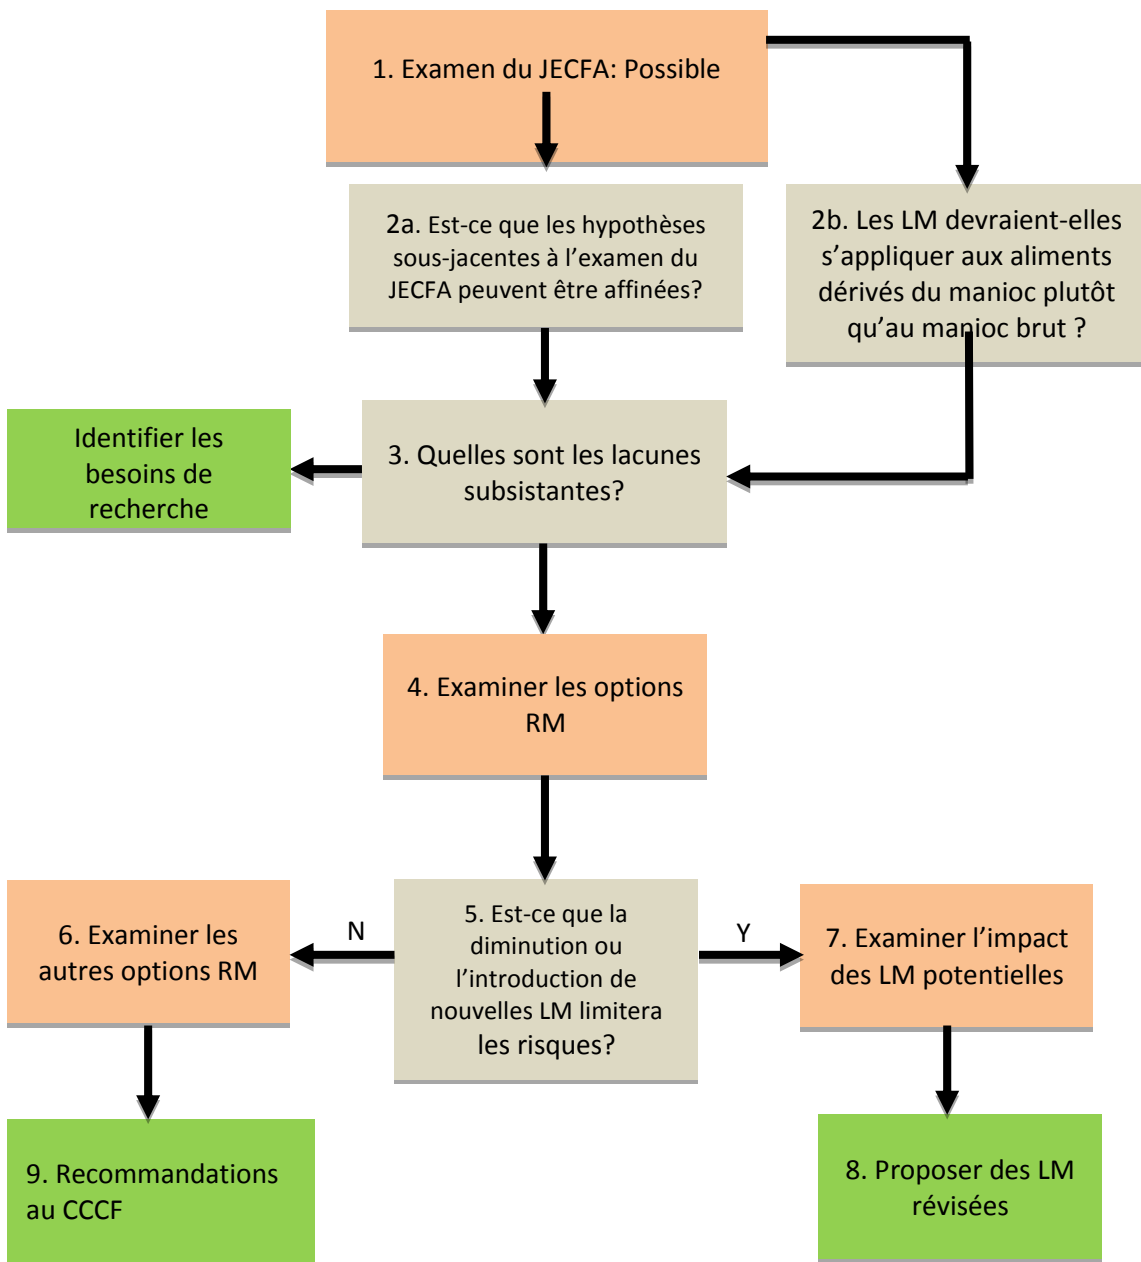 1. Examen du JECFA: Possible
2a. Est-ce que les hypothèses
sous-jacentes à l’examen du
JECFA peuvent être affinées?
2b. Les LM devraient-elles
s’appliquer aux aliments
dérivés du manioc plutôt
qu’au manioc brut ?
Identifier les
besoins de
recherche
3. Quelles sont les lacunes
subsistantes?
4. Examiner les options
RM
6. Examiner les
autres options RM
N
5. Est-ce que la
diminution ou
l’introduction de
nouvelles LM limitera
les risques?
Y
7. Examiner l’impact
des LM potentielles
9. Recommandations
au CCCF
8. Proposer des LM
révisées